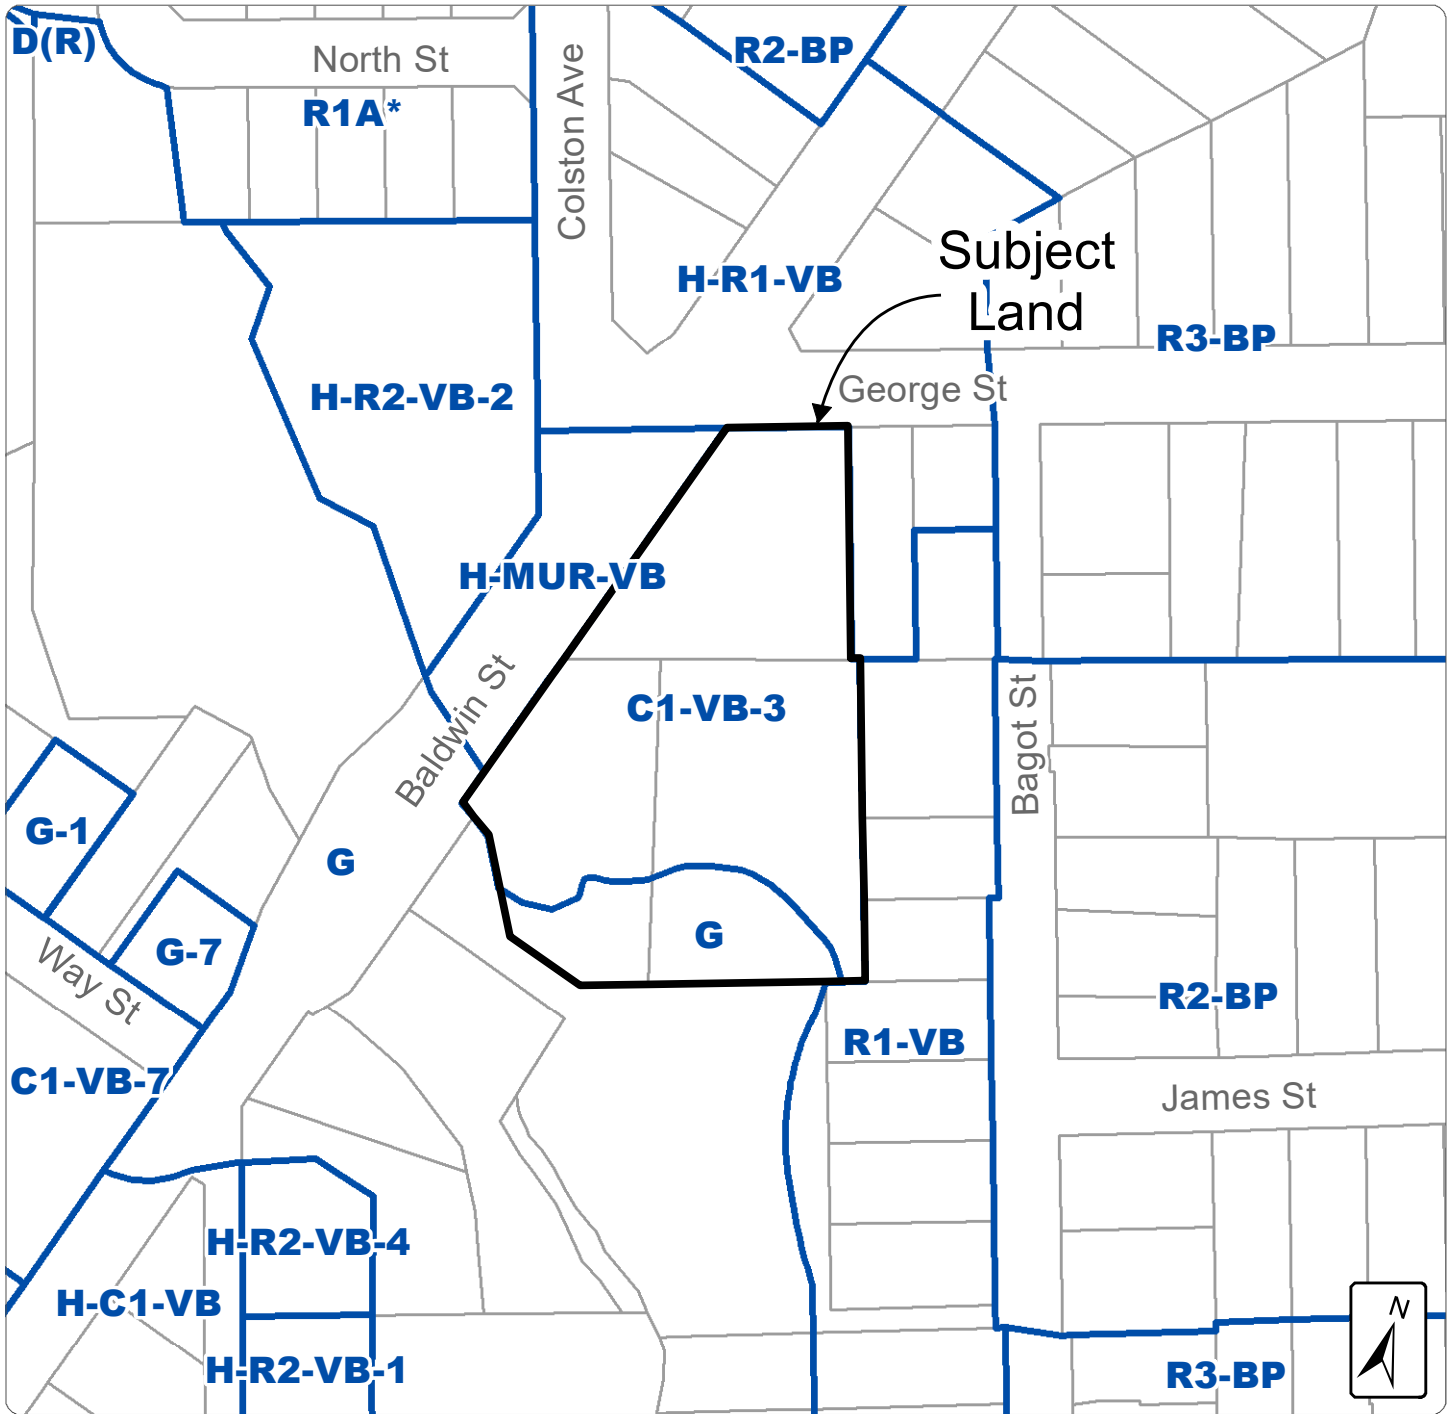 D(R)
North St
R1A*
Colston Ave
R2-BP
H-R1-VB
Subject
Land
R3-BP
George St
H-R2-VB-2
H-MUR-VB
Baldwin St
C1-VB-3
Bagot St
G-1
G
G-7
G
Way St
R2-BP
R1-VB
C1-VB-7
James St
H-R2-VB-4
H-C1-VB
N
H-R2-VB-1
R3-BP